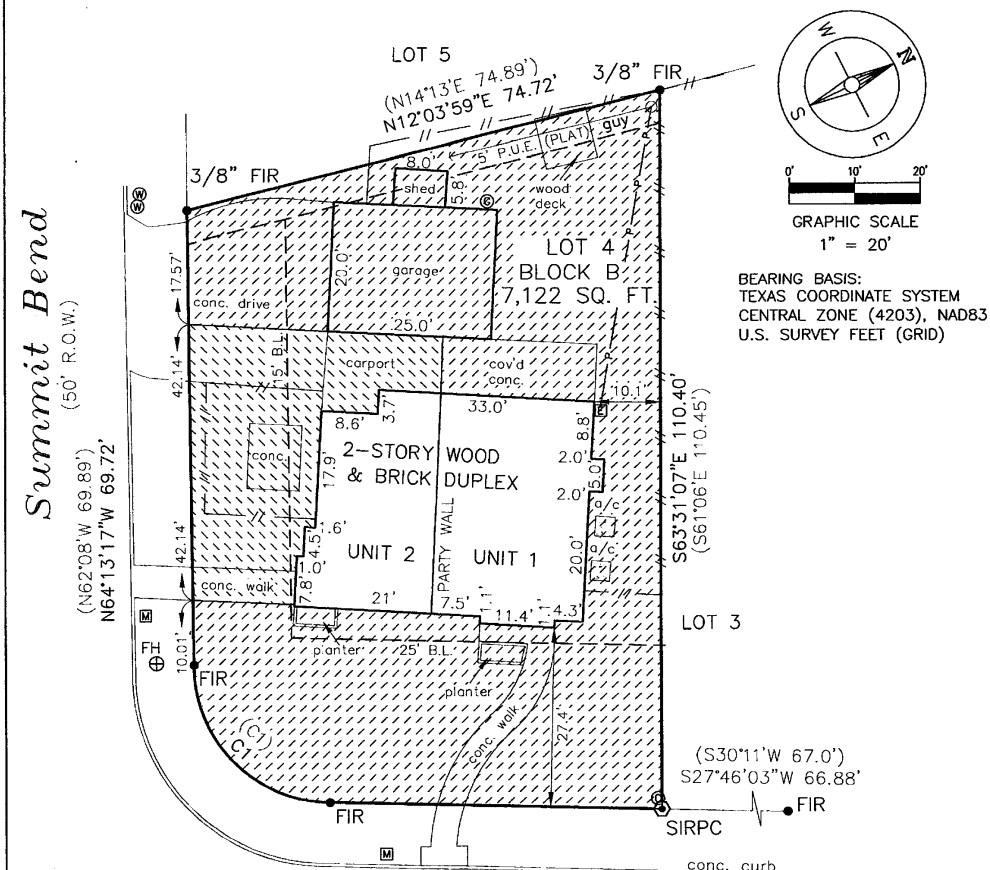 LOT 5
(N14°13'E 74.89')
N12°03'59"E 74.72'
3/8" FIR
W
N
S
E
0' 10' 20'
GRAPHIC SCALE
1" = 20'
BEARING BASIS:
TEXAS COORDINATE SYSTEM
CENTRAL ZONE (4203), NAD83
U.S. SURVEY FEET (GRID)
5' P.U.E. (PLAT)
guy
P
P
P
8.0'
shed
5.8'
wood
deck
G
3/8" FIR
W
W
LOT 4
BLOCK B
7,122 SQ. FT.
garage
20.0'
25.0'
conc. drive
17.57'
15' B.L.
42.14'
Summit Bend
(50' R.O.W.)
(N62°08'W 69.89')
N64°13'17"W 69.72'
carport
cov'd
conc.
10.1'
E
8.6'
3.7'
33.0'
8.8'
2.0'
5.0'
2.0'
2-STORY WOOD
& BRICK DUPLEX
conc.
17.9'
1.6'
4.5'
1.0'
7.8'
UNIT 2
PARTY WALL
UNIT 1
a/c
a/c
20.0'
S63°31'07"E 110.40'
(S61°06'E 110.45')
42.14'
conc. walk
21'
7.5'
1.1'
11.4'
1.1'
4.3'
LOT 3
M
FH
10.01'
FIR
planter
25' B.L.
planter
conc. walk
27.4'
(C1)
C1
(S30°11'W 67.0')
S27°46'03"W 66.88'
FIR
SIRPC
FIR
M
conc. curb